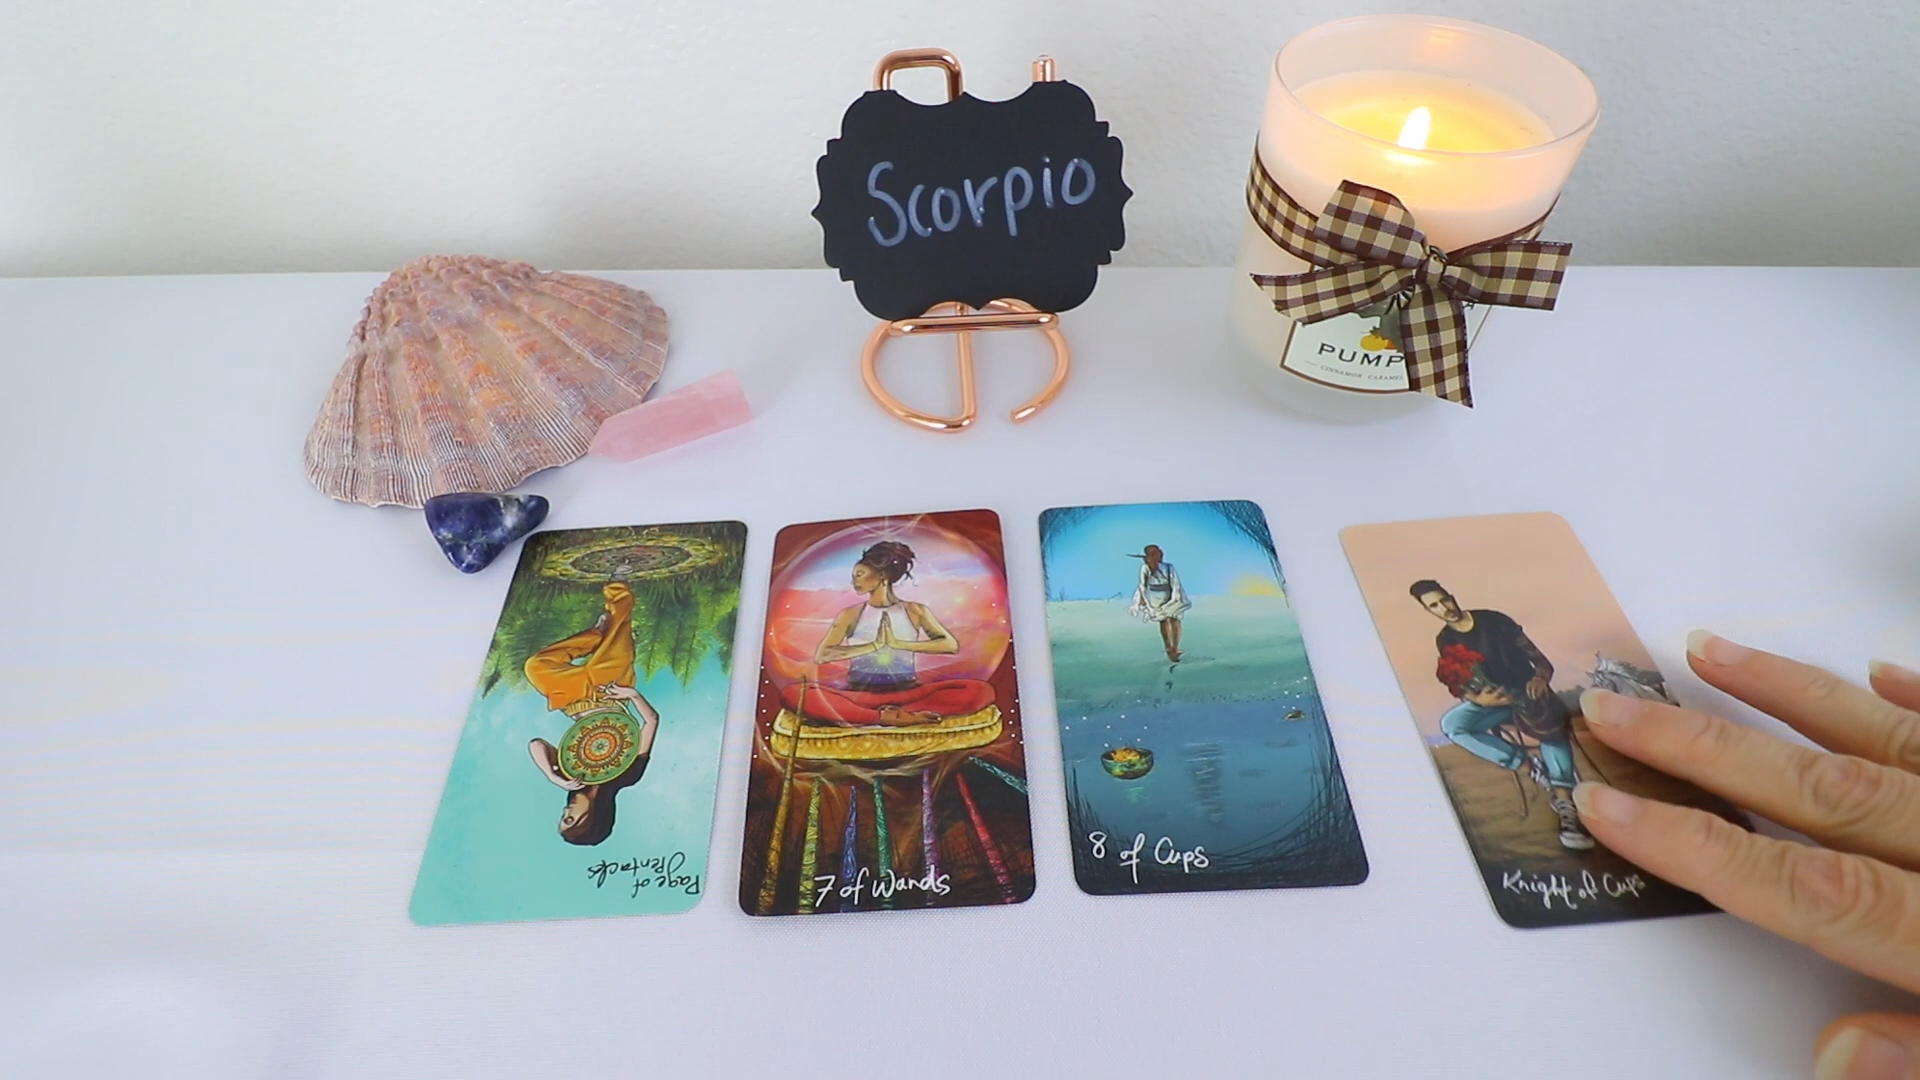 Scorpio
PUMP
CINNAMON CARAMEL
Page of
Pentacles
7 of Wands
8 of Cups
Knight of Cups